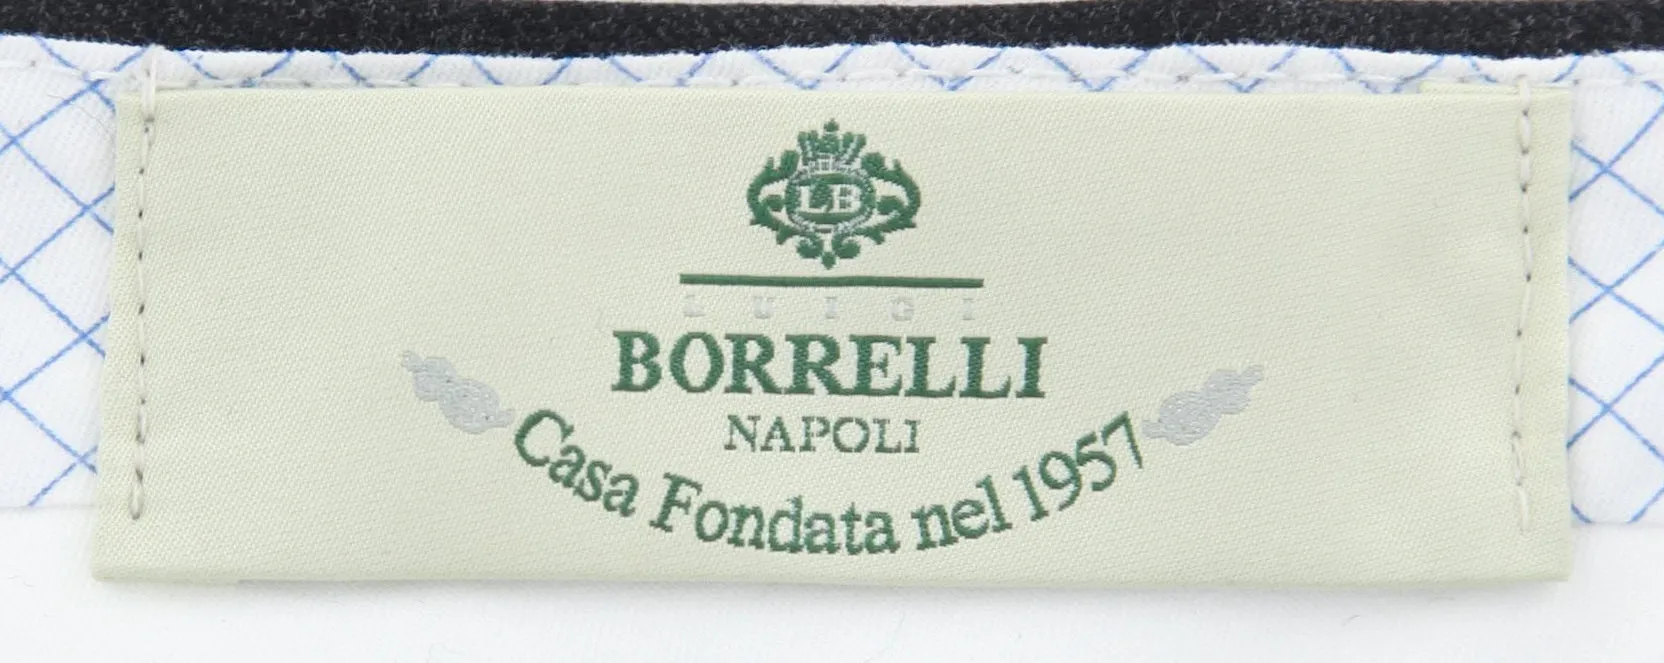 LB
LUIGI
BORRELLI
NAPOLI
Casa Fondata nel 1957